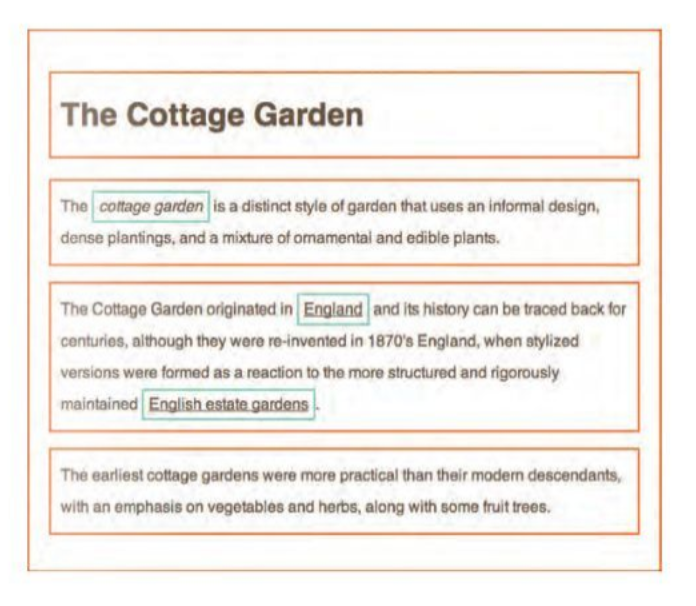 The Cottage Garden
The cottage garden is a distinct style of garden that uses an informal design,
dense plantings, and a mixture of ornamental and edible plants.
The Cottage Garden originated in England and its history can be traced back for
centuries, although they were re-invented in 1870's England, when stylized
versions were formed as a reaction to the more structured and rigorously
maintained English estate gardens.
The earliest cottage gardens were more practical than their modern descendants,
with an emphasis on vegetables and herbs, along with some fruit trees.